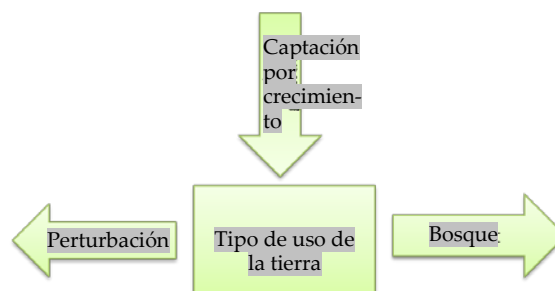 Captación
por
crecimien-
to
Perturbación
Tipo de uso de
la tierra
Bosque